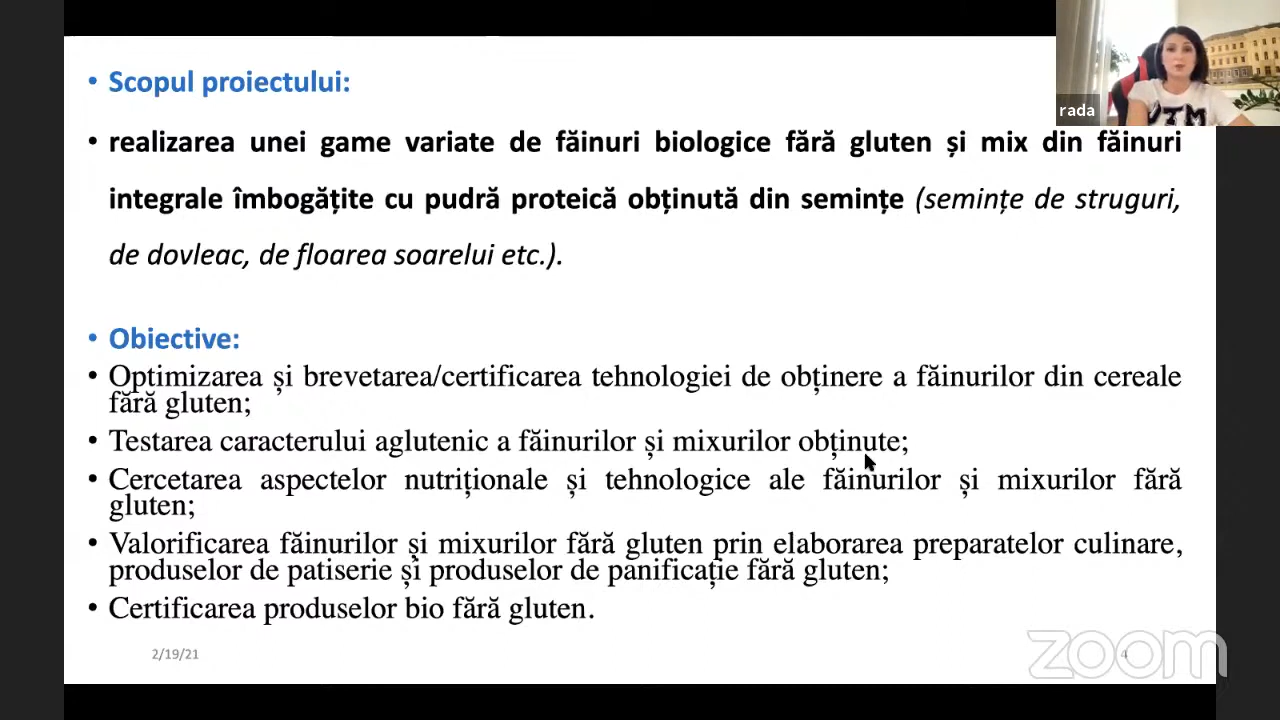 • Scopul proiectului:
• realizarea unei game variate de făinuri biologice fără gluten și mix din făinuri
integrale îmbogățite cu pudră proteică obținută din semințe (semințe de struguri,
de dovleac, de floarea soarelui etc.).
• Obiective:
• Optimizarea și brevetarea/certificarea tehnologiei de obținere a făinurilor din cereale
fără gluten;
• Testarea caracterului aglutenic a făinurilor și mixurilor obținute;
• Cercetarea aspectelor nutriționale și tehnologice ale făinurilor și mixurilor fără
gluten;
• Valorificarea făinurilor și mixurilor fără gluten prin elaborarea preparatelor culinare,
produselor de patiserie și produselor de panificație fără gluten;
• Certificarea produselor bio fără gluten.
2/19/21
4
zoom
rada
UTM